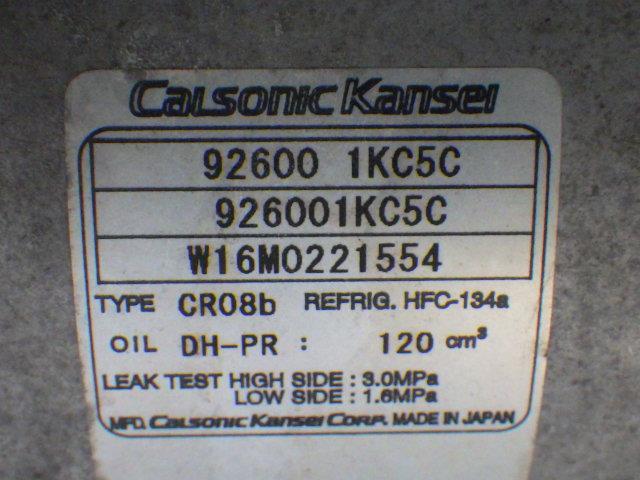 CALSONIC KANSEI
92600 1KC5C
926001KC5C
W16M0221554
TYPE CR08b REFRIG. HFC-134a
OIL DH-PR : 120 cm³
LEAK TEST HIGH SIDE : 3.0MPa
LOW SIDE : 1.6MPa
MFD. CALSONIC KANSEI CORP. MADE IN JAPAN